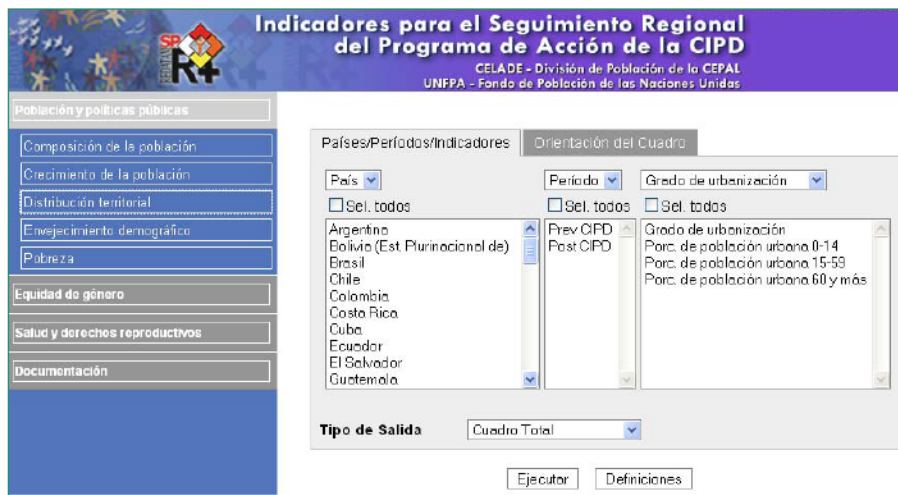 Indicadores para el Seguimiento Regional
del Programa de Acción de la CIPD
CELADE - División de Población de la CEPAL
UNFPA - Fondo de Población de las Naciones Unidas
REDATAM
SP
R+
Población y políticas públicas
Composición de la población
Crecimiento de la población
Distribución territorial
Envejecimiento demográfico
Pobreza
Equidad de género
Salud y derechos reproductivos
Documentación
Países/Períodos/Indicadores Orientación del Cuadro
País Período Grado de urbanización
Sel. todos Sel. todos Sel. todos
Argentina Prev CIPD Grado de urbanización
Bolivia (Est. Plurinacional de) Post CIPD Porc. de población urbana 0-14
Brasil Porc. de población urbana 15-59
Chile Porc. de población urbana 60 y más
Colombia
Costa Rica
Cuba
Ecuador
El Salvador
Guatemala
Tipo de Salida Cuadro Total
Ejecutar Definiciones